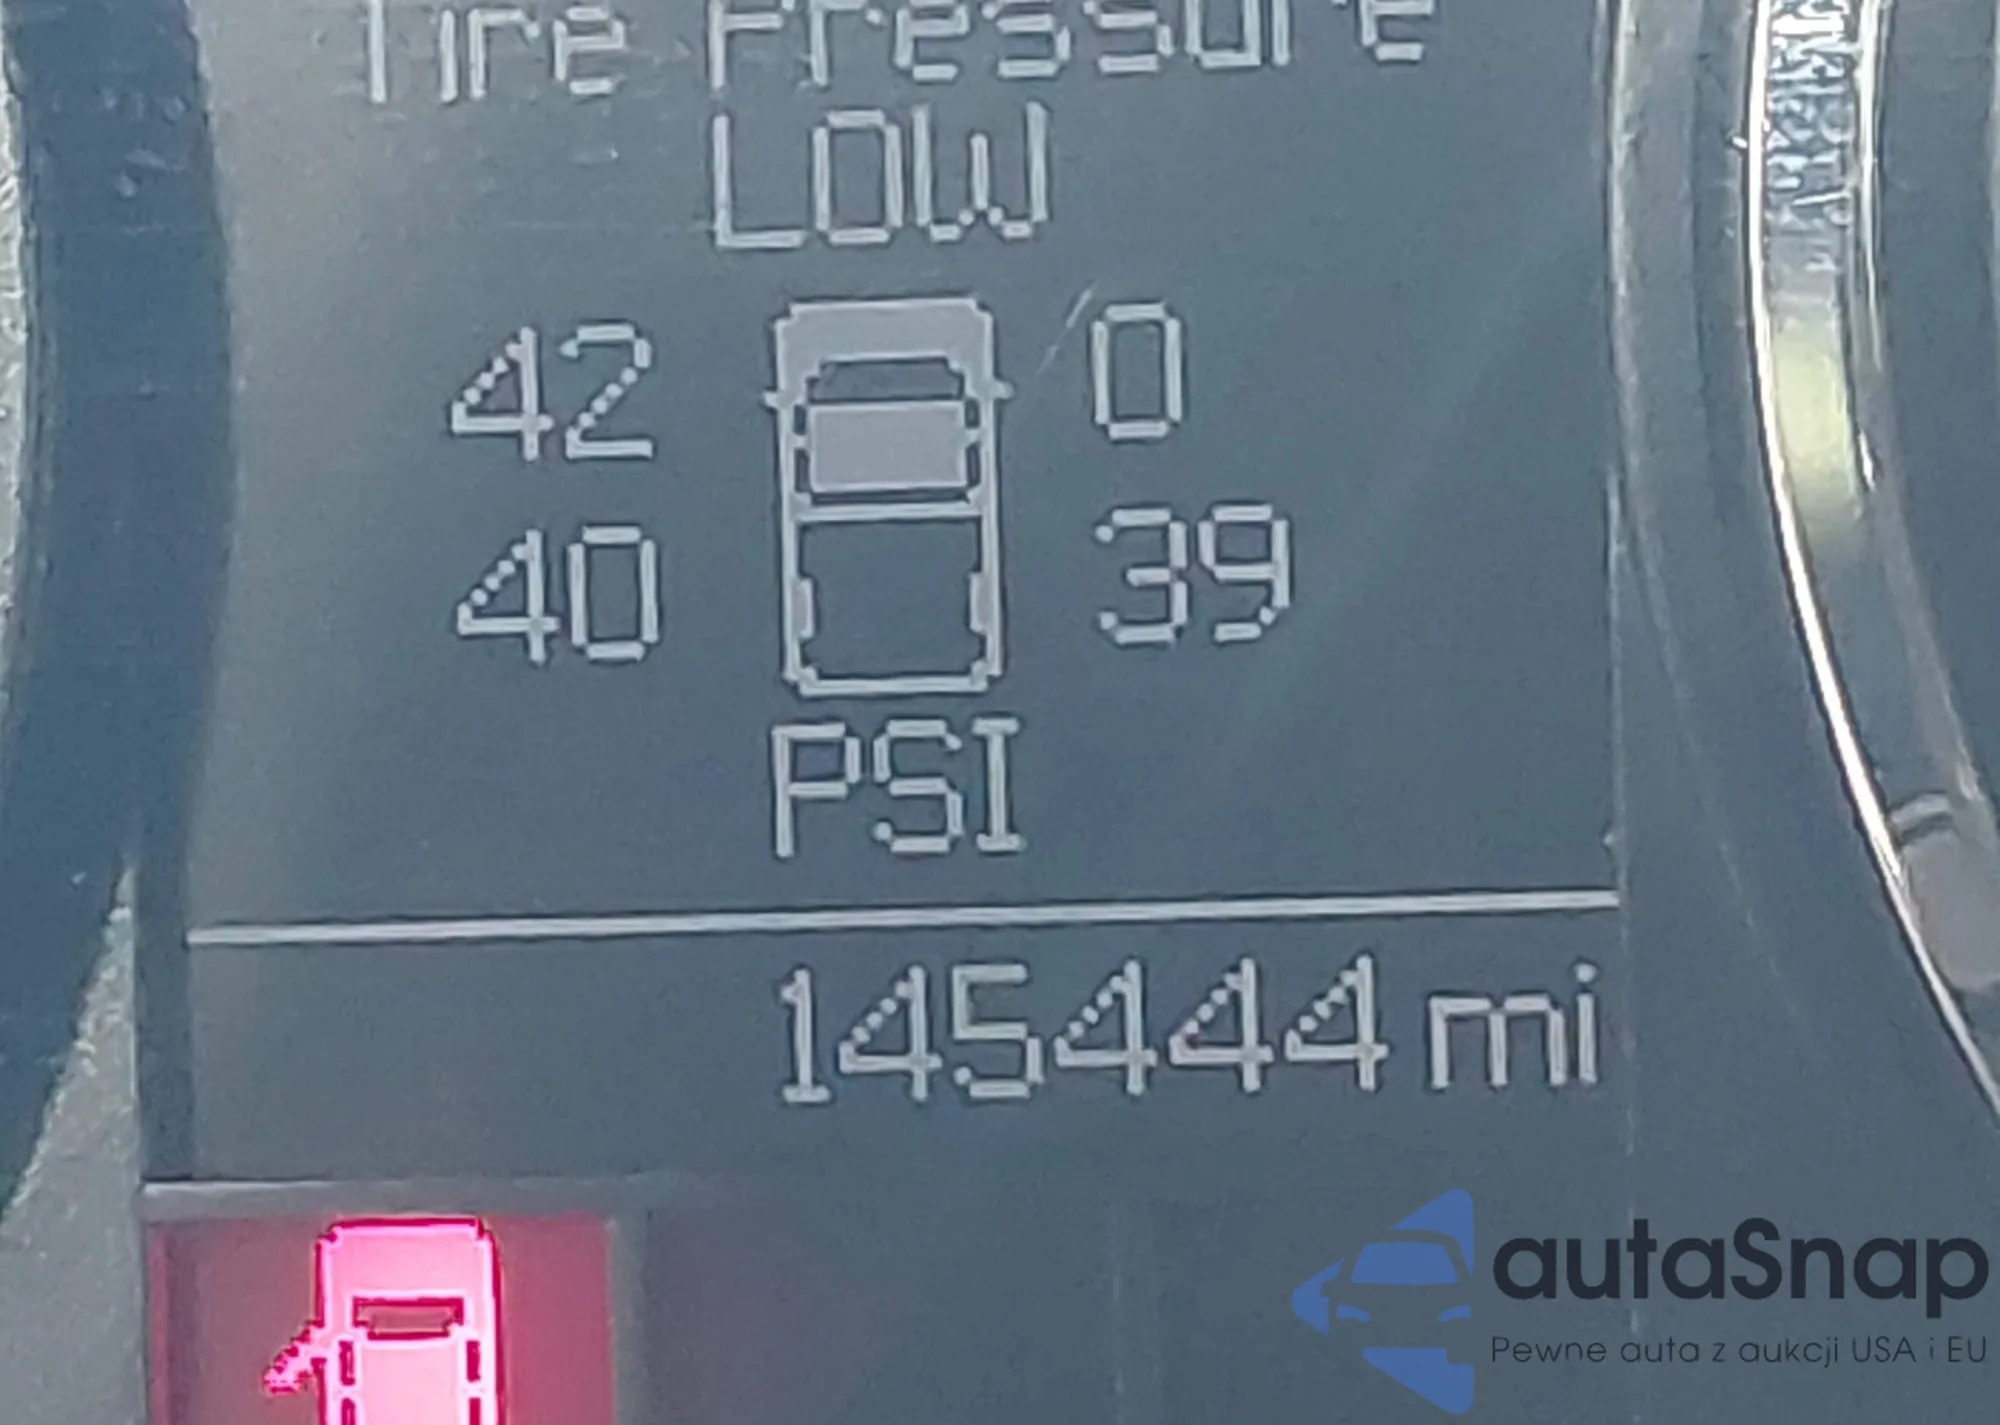 Tire Pressure
LOW
42 0
40 39
PSI
145444 mi
autaSnap
Pewne auta z aukcji USA i EU